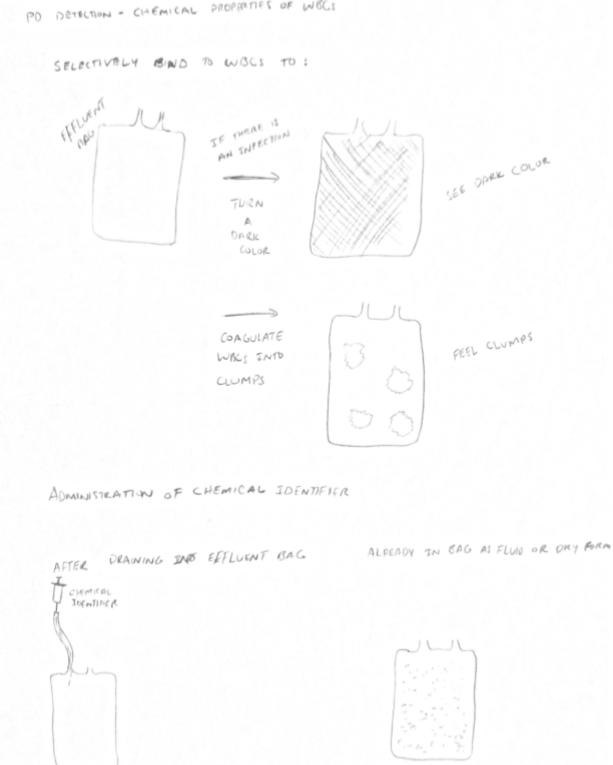 PD DETECTION - CHEMICAL PROPERTIES OF WBCS
SELECTIVELY BIND TO WBCS TO :
EFFLUENT
BAG
IF THERE IS
AN INFECTION
TURN
A
DARK
COLOR
SEE DARK COLOR
COAGULATE
WBCS INTO
CLUMPS
FEEL CLUMPS
ADMINISTRATION OF CHEMICAL IDENTIFIER
AFTER DRAINING INTO EFFLUENT BAG
CHEMICAL
IDENTIFIER
ALREADY IN BAG AS FLUID OR DRY FORM